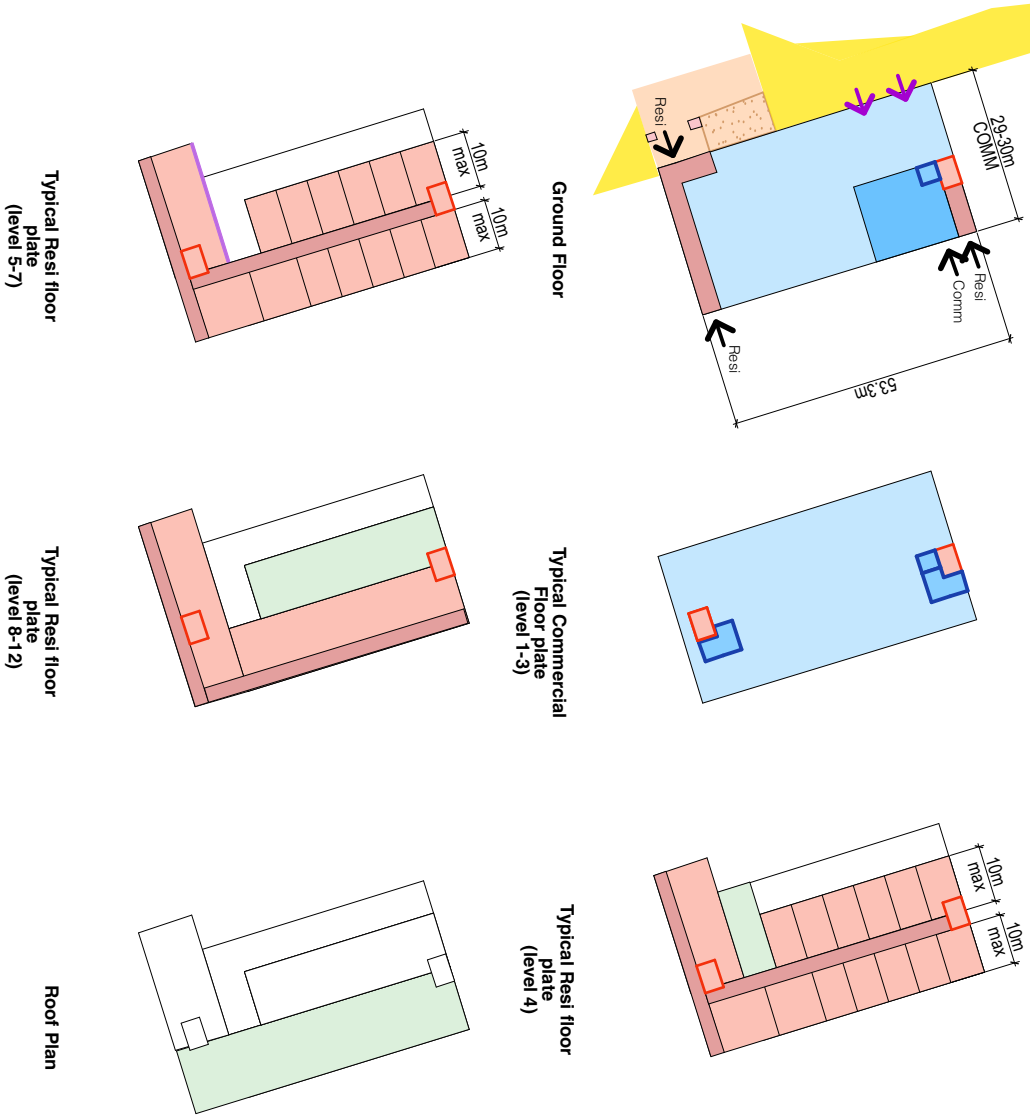 29-30m
COMM
Resi
Resi
Comm
Resi
53.3m
Ground Floor
Typical Commercial
Floor plate
(level 1-3)
10m
max
10m
max
Typical Resi floor
plate
(level 4)
10m
max
10m
max
Typical Resi floor
plate
(level 5-7)
Typical Resi floor
plate
(level 8-12)
Roof Plan